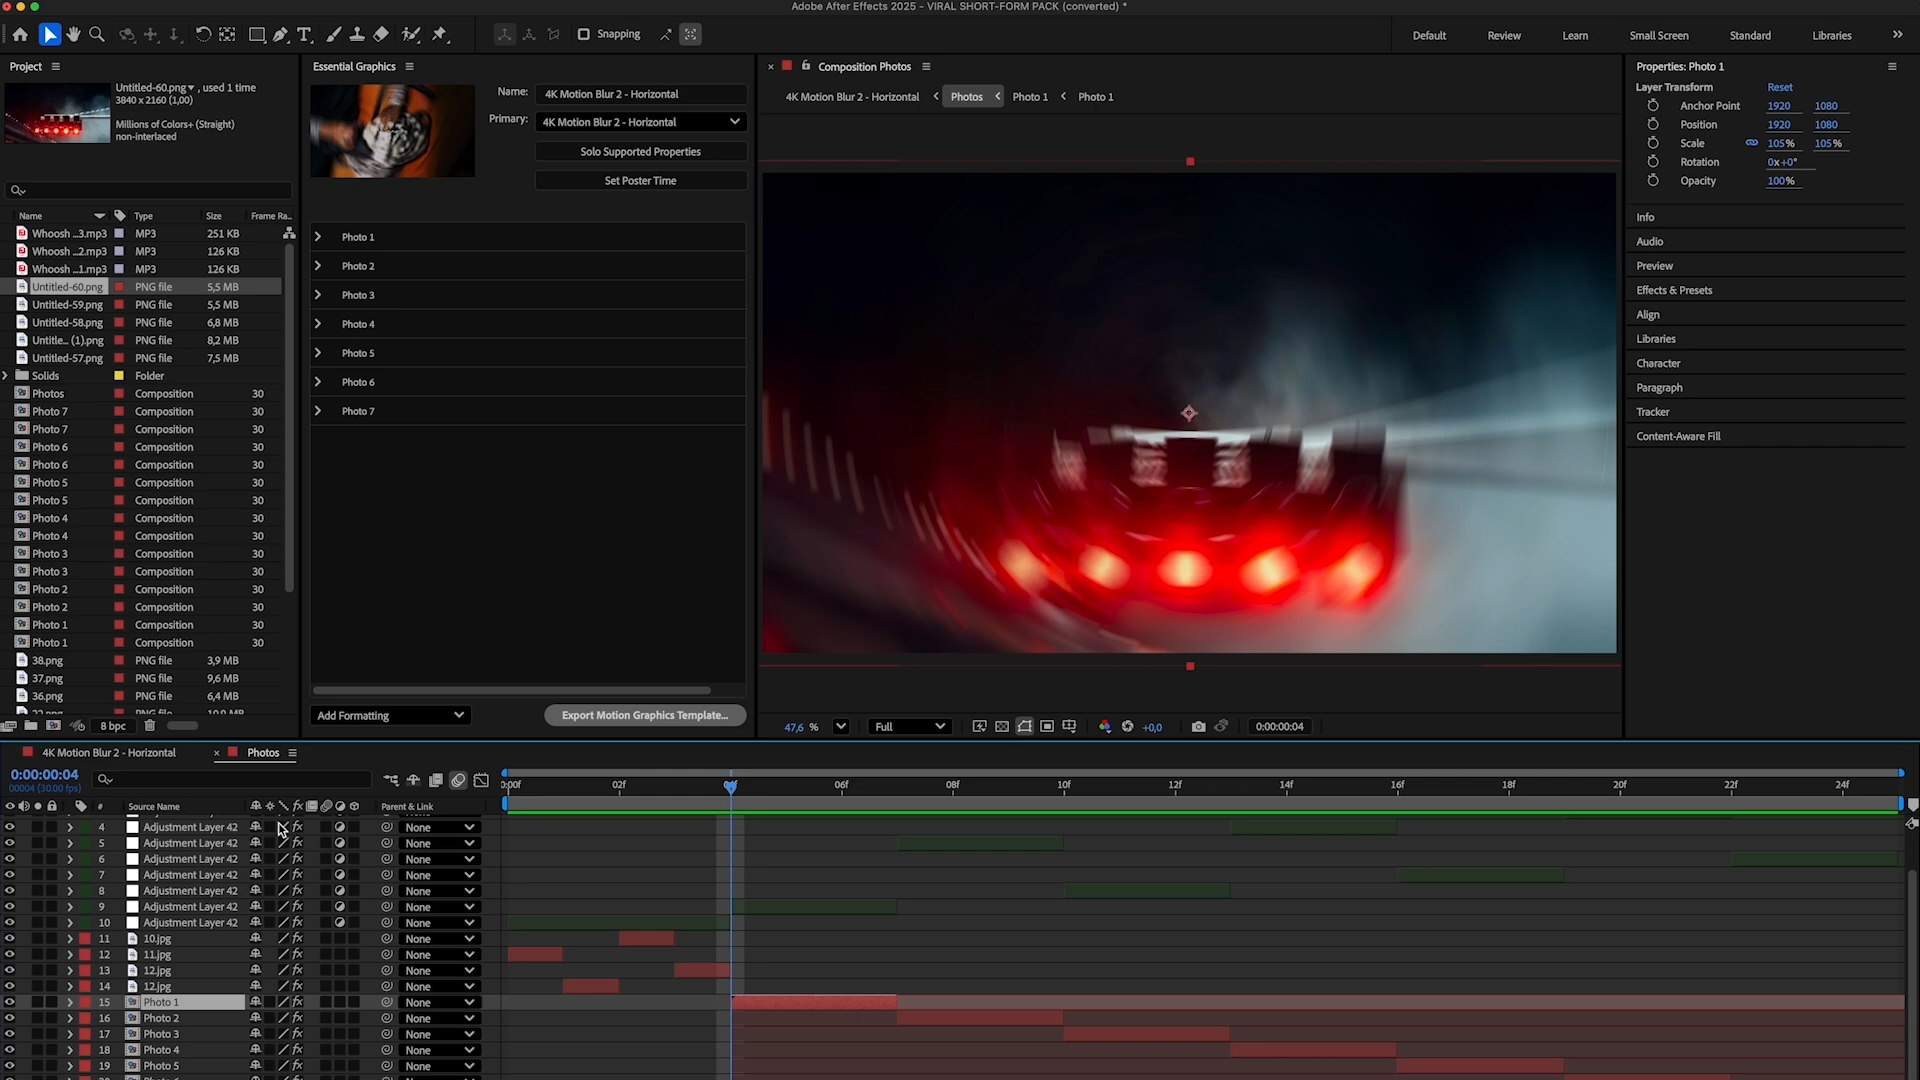 Adobe After Effects 2025 - VIRAL SHORT-FORM PACK (converted) *
Snapping
Default
Review
Learn
Small Screen
Standard
Libraries
Project
Untitled-60.png , used 1 time
3840 x 2160 (1,00)
Millions of Colors+ (Straight)
non-interlaced
Name Type Size Frame Ra..
Whoosh ...3.mp3 MP3 251 KB
Whoosh ...2.mp3 MP3 126 KB
Whoosh ...1.mp3 MP3 126 KB
Untitled-60.png PNG file 5,5 MB
Untitled-59.png PNG file 5,5 MB
Untitled-58.png PNG file 6,8 MB
Untitle... (1).png PNG file 8,2 MB
Untitled-57.png PNG file 7,5 MB
Solids Folder
Photos Composition 30
Photo 7 Composition 30
Photo 7 Composition 30
Photo 6 Composition 30
Photo 6 Composition 30
Photo 5 Composition 30
Photo 5 Composition 30
Photo 4 Composition 30
Photo 4 Composition 30
Photo 3 Composition 30
Photo 3 Composition 30
Photo 2 Composition 30
Photo 2 Composition 30
Photo 1 Composition 30
Photo 1 Composition 30
38.png PNG file 3,9 MB
37.png PNG file 9,6 MB
36.png PNG file 6,4 MB
8 bpc
Essential Graphics
Name: 4K Motion Blur 2 - Horizontal
Primary: 4K Motion Blur 2 - Horizontal
Solo Supported Properties
Set Poster Time
Photo 1
Photo 2
Photo 3
Photo 4
Photo 5
Photo 6
Photo 7
Add Formatting
Export Motion Graphics Template...
Composition Photos
4K Motion Blur 2 - Horizontal
Photos
Photo 1
Photo 1
47,6 %
Full
+0,0
0:00:00:04
Properties: Photo 1
Layer Transform Reset
Anchor Point 1920 1080
Position 1920 1080
Scale 105% 105%
Rotation 0x+0°
Opacity 100%
Info
Audio
Preview
Effects & Presets
Align
Libraries
Character
Paragraph
Tracker
Content-Aware Fill
4K Motion Blur 2 - Horizontal
Photos
0:00:00:04
00004 (30.00 fps)
02f 06f 08f 10f 12f 14f 16f 18f 20f 22f 24f
# Source Name fx Parent & Link
4 Adjustment Layer 42 fx None
5 Adjustment Layer 42 fx None
6 Adjustment Layer 42 fx None
7 Adjustment Layer 42 fx None
8 Adjustment Layer 42 fx None
9 Adjustment Layer 42 fx None
10 Adjustment Layer 42 fx None
11 10.jpg fx None
12 11.jpg fx None
13 12.jpg fx None
14 12.jpg fx None
15 Photo 1 fx None
16 Photo 2 fx None
17 Photo 3 fx None
18 Photo 4 fx None
19 Photo 5 fx None